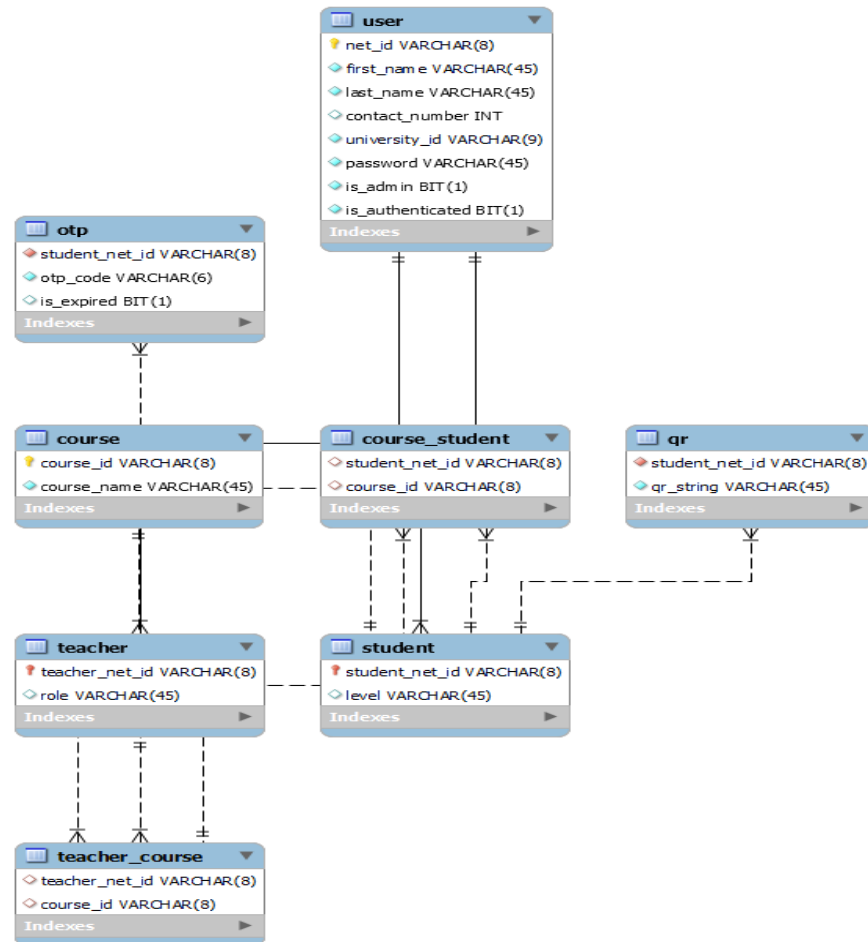 user
net_id VARCHAR(8)
first_name VARCHAR(45)
last_name VARCHAR(45)
contact_number INT
university_id VARCHAR(9)
password VARCHAR(45)
is_admin BIT(1)
is_authenticated BIT(1)
Indexes
otp
student_net_id VARCHAR(8)
otp_code VARCHAR(6)
is_expired BIT(1)
Indexes
course
course_id VARCHAR(8)
course_name VARCHAR(45)
Indexes
course_student
student_net_id VARCHAR(8)
course_id VARCHAR(8)
Indexes
qr
student_net_id VARCHAR(8)
qr_string VARCHAR(45)
Indexes
teacher
teacher_net_id VARCHAR(8)
role VARCHAR(45)
Indexes
student
student_net_id VARCHAR(8)
level VARCHAR(45)
Indexes
teacher_course
teacher_net_id VARCHAR(8)
course_id VARCHAR(8)
Indexes